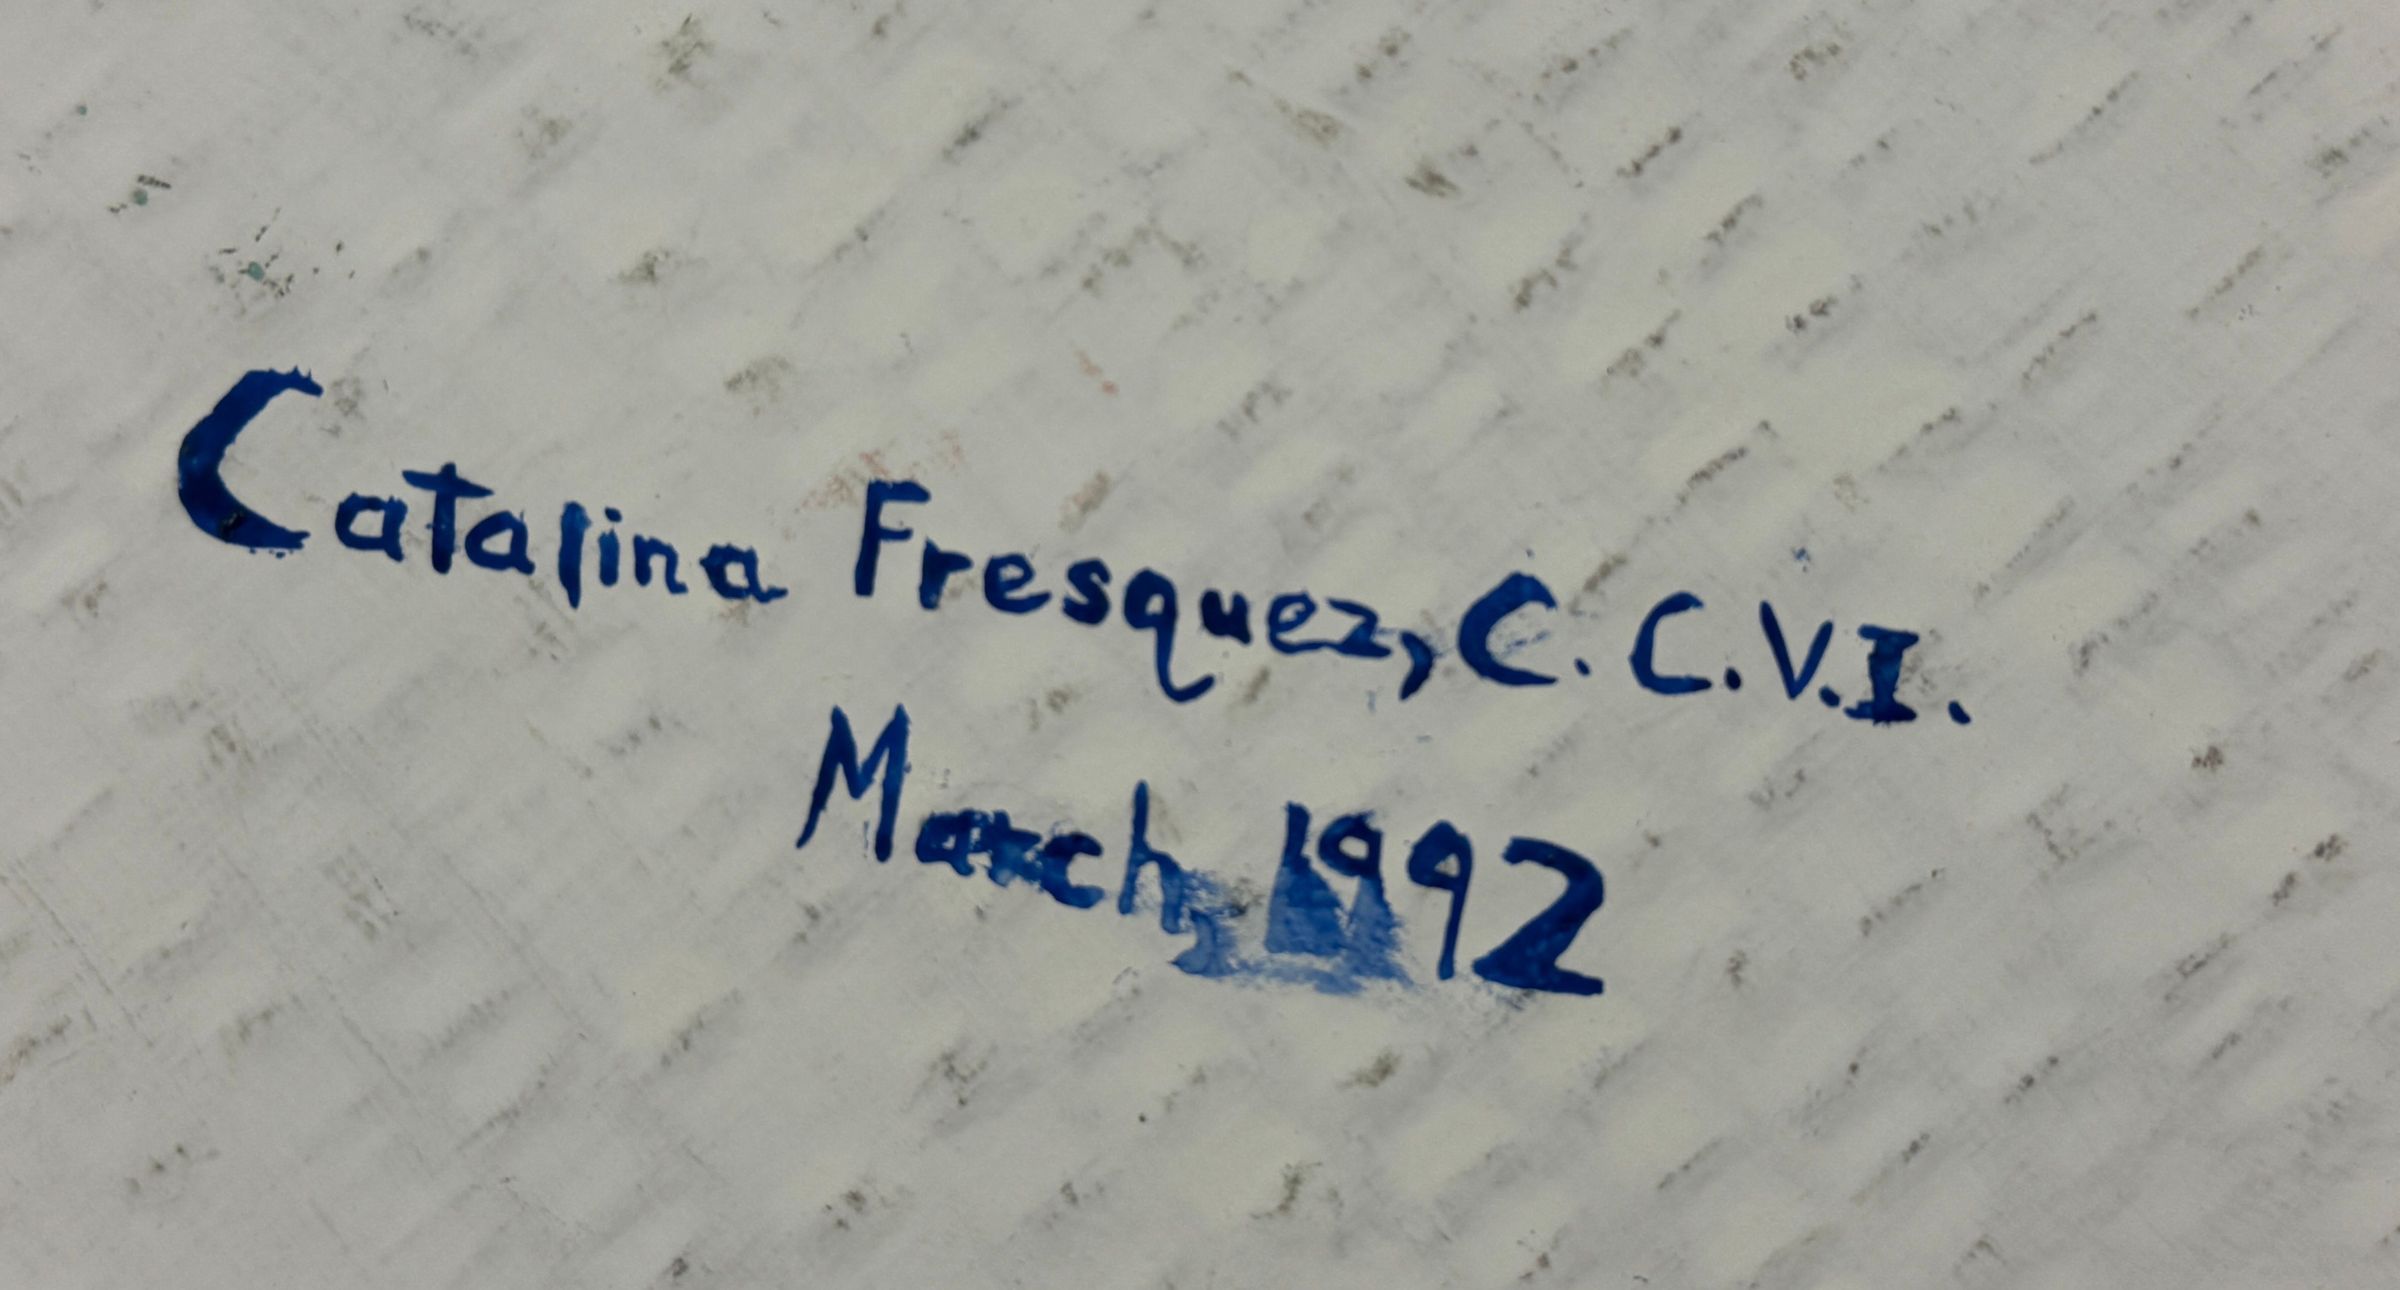 Catalina Fresquez, C.C.V.I.
March, 1992